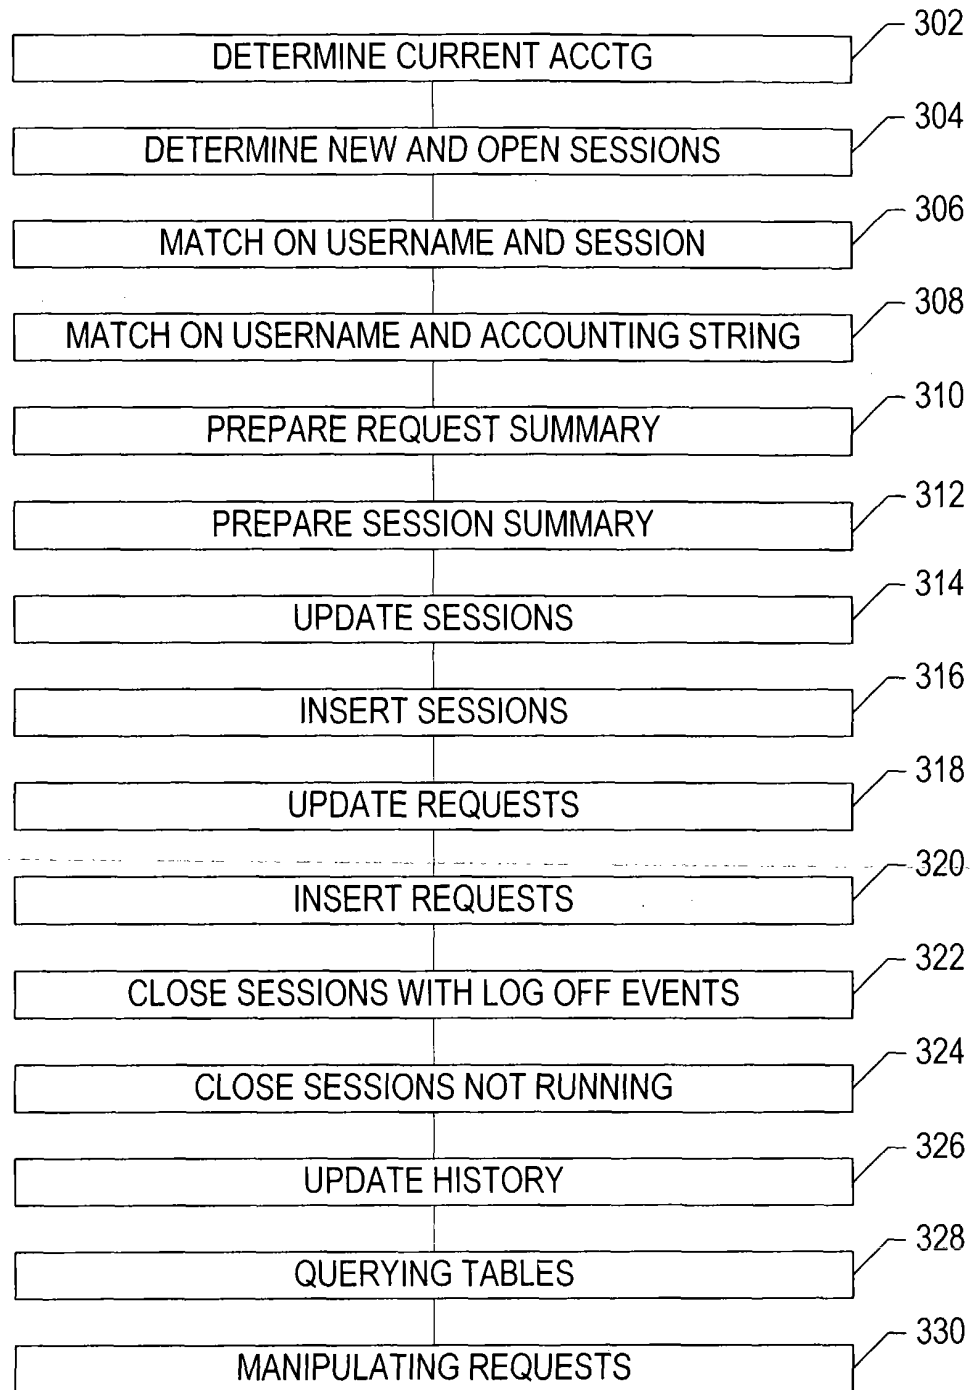 302
DETERMINE CURRENT ACCTG
304
DETERMINE NEW AND OPEN SESSIONS
306
MATCH ON USERNAME AND SESSION
308
MATCH ON USERNAME AND ACCOUNTING STRING
310
PREPARE REQUEST SUMMARY
312
PREPARE SESSION SUMMARY
314
UPDATE SESSIONS
316
INSERT SESSIONS
318
UPDATE REQUESTS
320
INSERT REQUESTS
322
CLOSE SESSIONS WITH LOG OFF EVENTS
324
CLOSE SESSIONS NOT RUNNING
326
UPDATE HISTORY
328
QUERYING TABLES
330
MANIPULATING REQUESTS